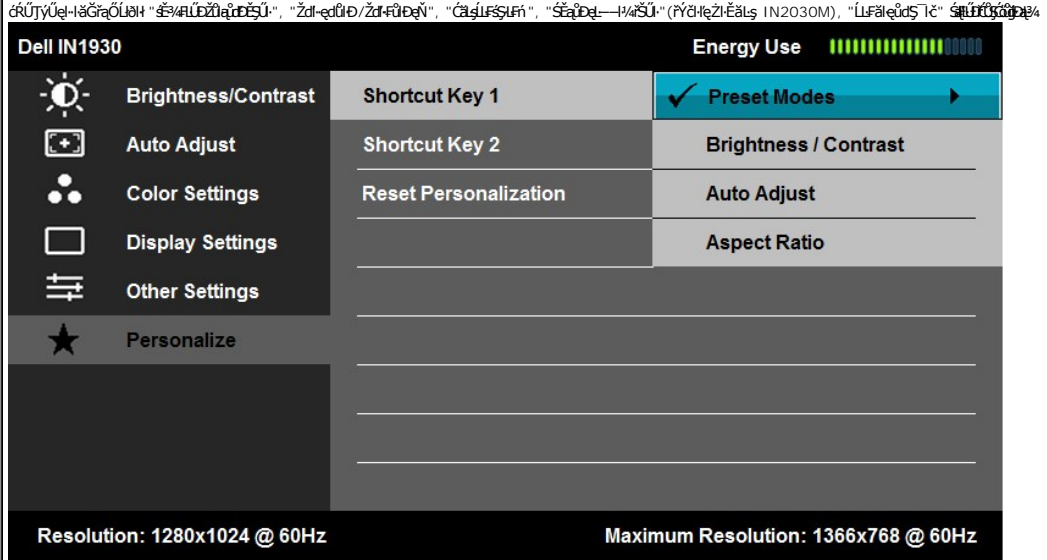 IN2030M)
Dell IN1930
Energy Use
Brightness/Contrast
Auto Adjust
Color Settings
Display Settings
Other Settings
Personalize
Shortcut Key 1
Shortcut Key 2
Reset Personalization
Preset Modes
Brightness / Contrast
Auto Adjust
Aspect Ratio
Resolution: 1280x1024 @ 60Hz
Maximum Resolution: 1366x768 @ 60Hz